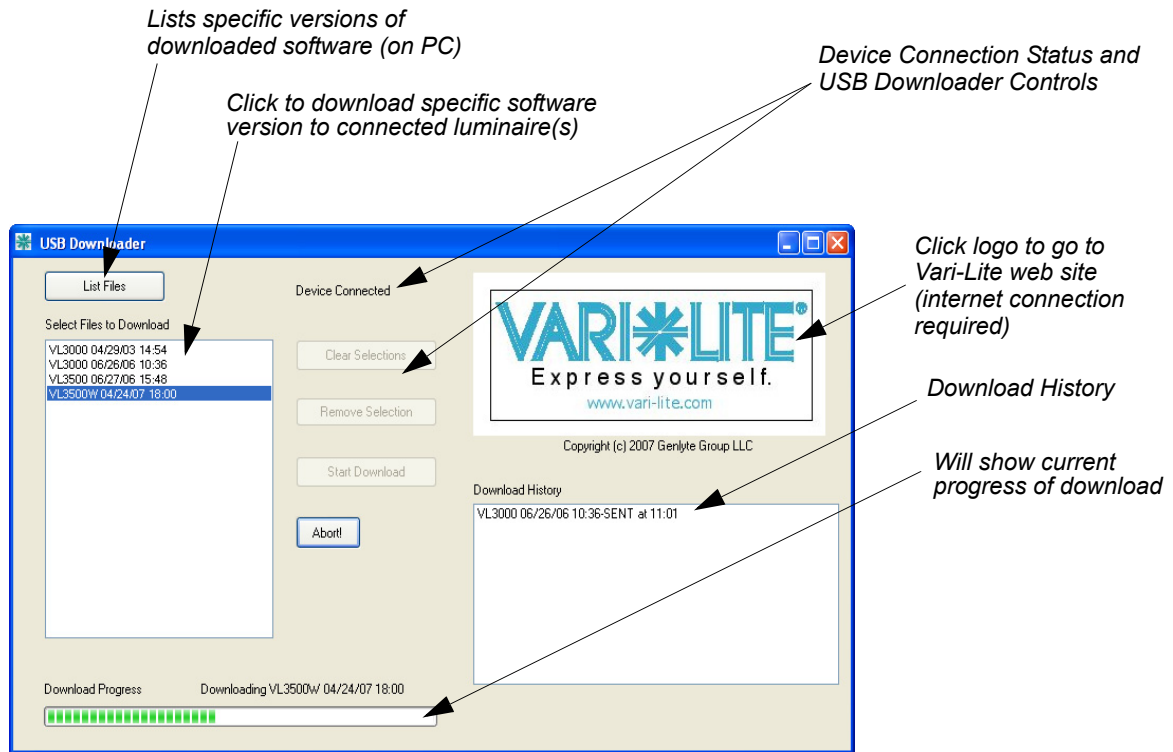 Lists specific versions of
downloaded software (on PC)
Device Connection Status and
USB Downloader Controls
Click to download specific software
version to connected luminaire(s)
USB Downloader
List Files
Device Connected
Select Files to Download
VL3000 04/29/03 14:54
VL3000 06/26/06 10:36
VL3500 06/27/06 15:48
VL3500W 04/24/07 18:00
Clear Selections
Remove Selection
Start Download
Abort!
VARI*LITE®
Express yourself.
www.vari-lite.com
Copyright (c) 2007 Genlyte Group LLC
Download History
VL3000 06/26/06 10:36-SENT at 11:01
Download Progress
Downloading VL3500W 04/24/07 18:00
Click logo to go to
Vari-Lite web site
(internet connection
required)
Download History
Will show current
progress of download